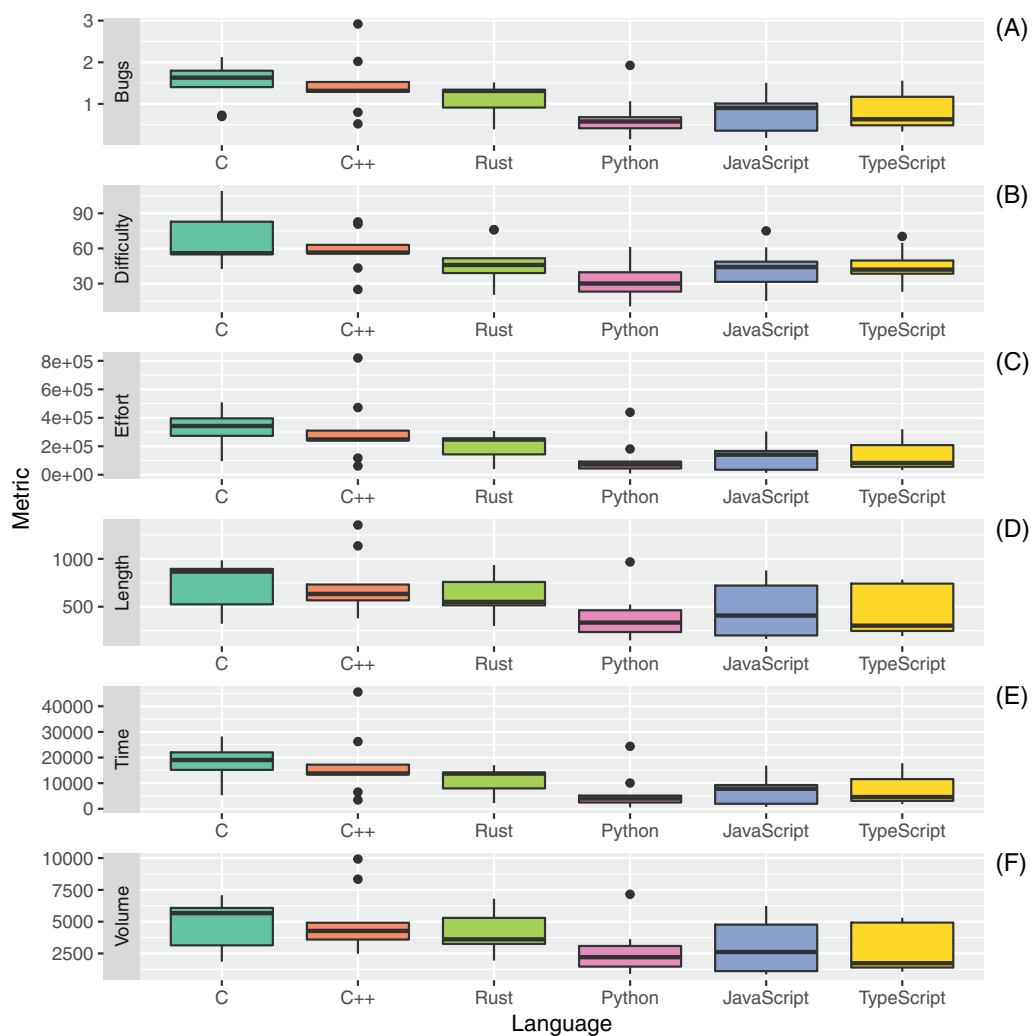 (A)
Bugs
3
2
1
C C++ Rust Python JavaScript TypeScript
(B)
Difficulty
90
60
30
C C++ Rust Python JavaScript TypeScript
(C)
Effort
8e+05
6e+05
4e+05
2e+05
0e+00
C C++ Rust Python JavaScript TypeScript
Metric
(D)
Length
1000
500
C C++ Rust Python JavaScript TypeScript
(E)
Time
40000
30000
20000
10000
0
C C++ Rust Python JavaScript TypeScript
(F)
Volume
10000
7500
5000
2500
C C++ Rust Python JavaScript TypeScript
Language